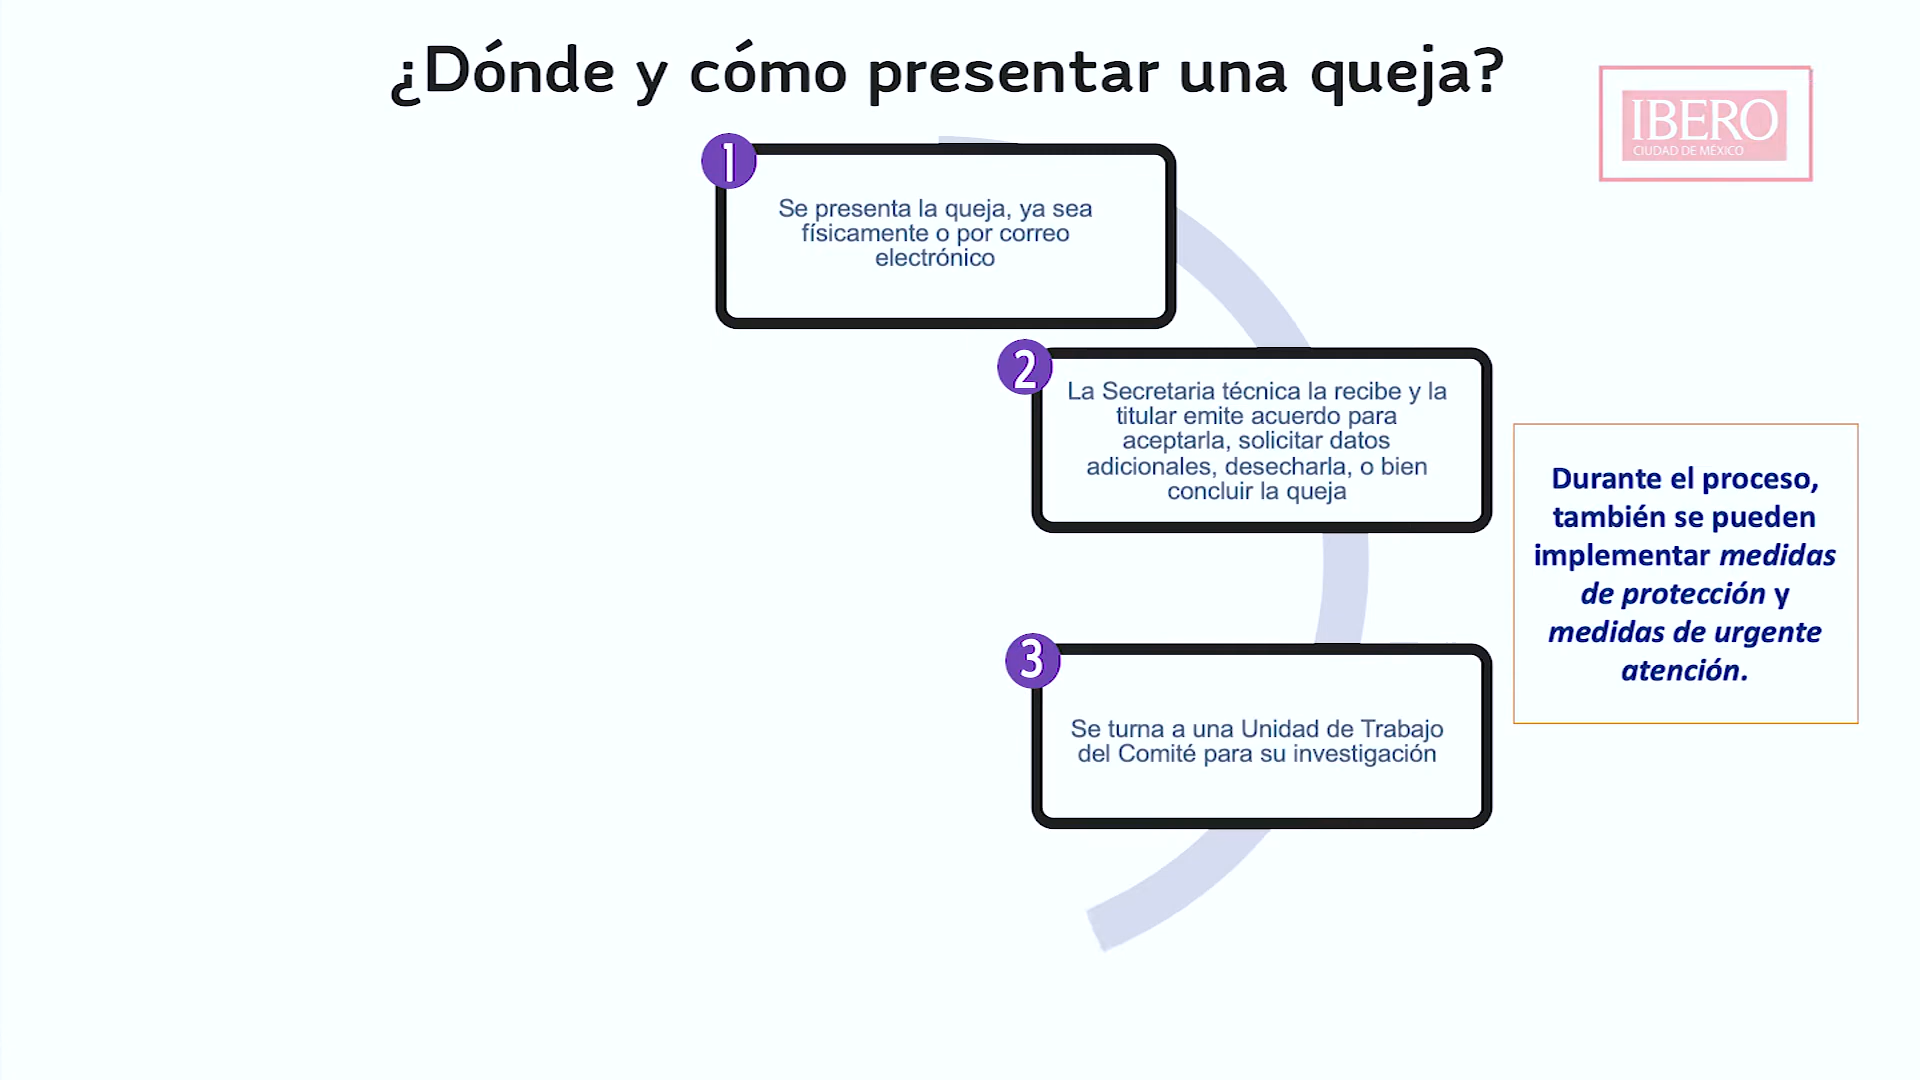 ¿Dónde y cómo presentar una queja?
IBERO
CIUDAD DE MÉXICO
1
Se presenta la queja, ya sea
físicamente o por correo
electrónico
2
La Secretaria técnica la recibe y la
titular emite acuerdo para
aceptarla, solicitar datos
adicionales, desecharla, o bien
concluir la queja
Durante el proceso,
también se pueden
implementar medidas
de protección y
medidas de urgente
atención.
3
Se turna a una Unidad de Trabajo
del Comité para su investigación